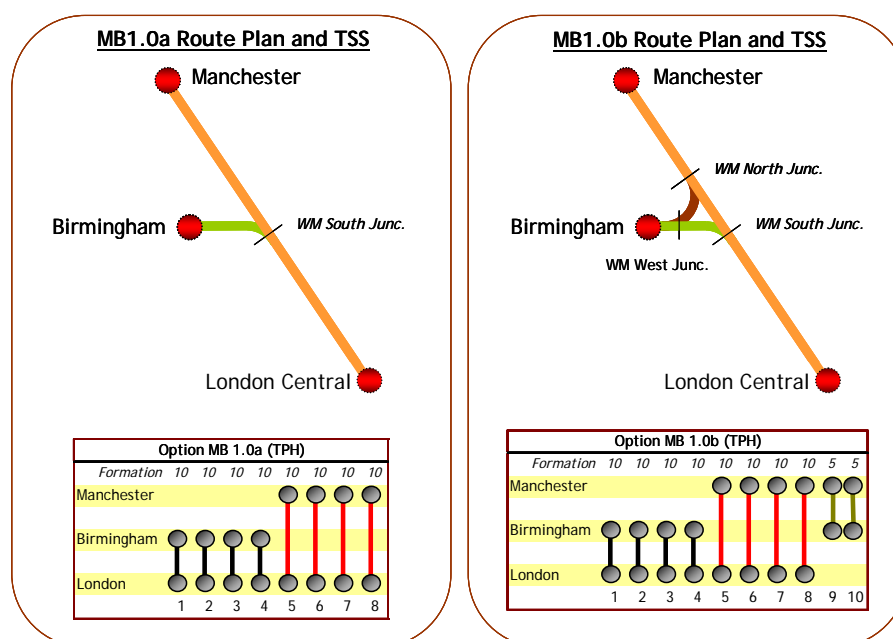 MB1.0a Route Plan and TSS
Manchester
Birmingham
WM South Junc.
London Central
Option MB 1.0a (TPH)
Formation 10 10 10 10 10 10 10 10
Manchester
Birmingham
London
1 2 3 4 5 6 7 8
MB1.0b Route Plan and TSS
Manchester
WM North Junc.
Birmingham
WM South Junc.
WM West Junc.
London Central
Option MB 1.0b (TPH)
Formation 10 10 10 10 10 10 10 10 5 5
Manchester
Birmingham
London
1 2 3 4 5 6 7 8 9 10